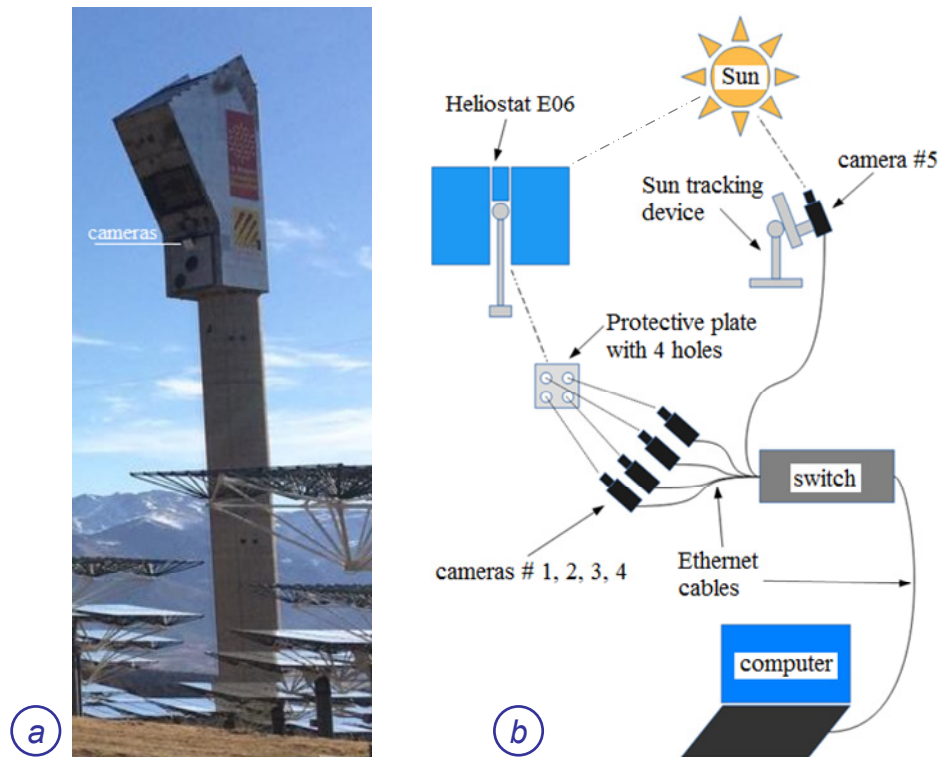 cameras
a
Sun
Heliostat E06
camera #5
Sun tracking
device
Protective plate
with 4 holes
switch
cameras # 1, 2, 3, 4
Ethernet
cables
computer
b